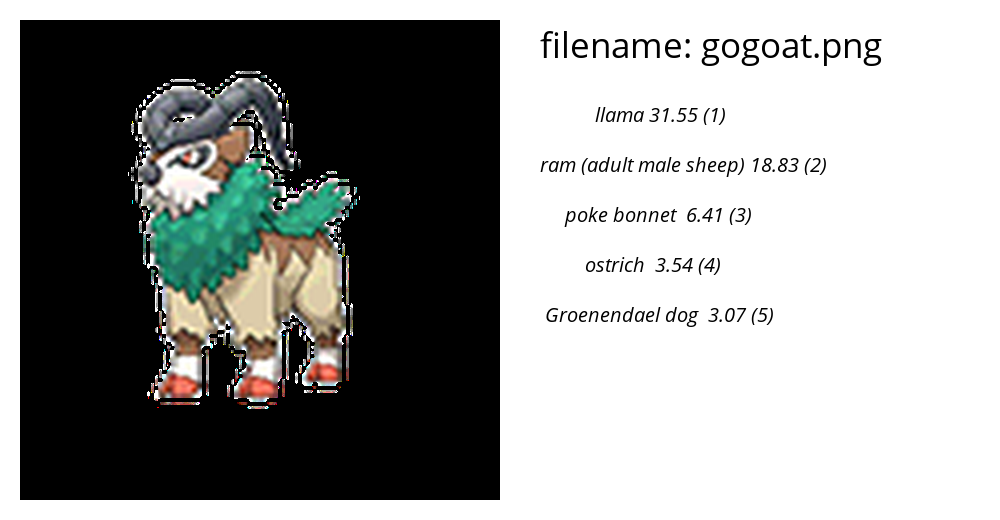 filename: gogoat.png
llama 31.55 (1)
ram (adult male sheep) 18.83 (2)
poke bonnet 6.41 (3)
ostrich 3.54 (4)
Groenendael dog 3.07 (5)